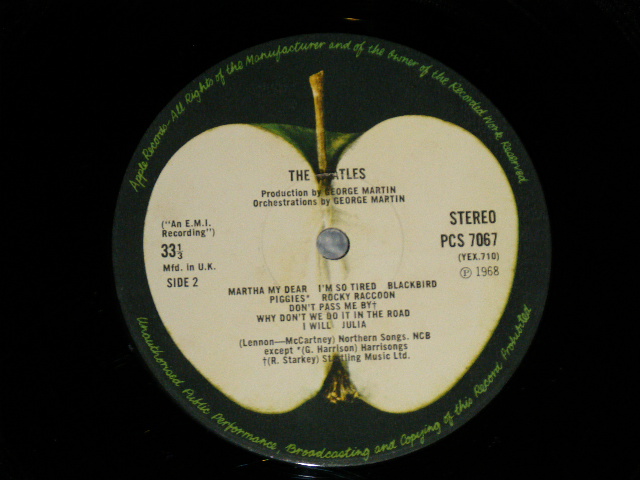 Apple Records—All Rights of the Manufacturer and of the Owner of the Recorded Work Reserved
THE BEATLES
Production by GEORGE MARTIN
Orchestrations by GEORGE MARTIN
("An E.M.I.
Recording")
33⅓
Mfd. in U.K.
SIDE 2
STEREO
PCS 7067
(YEX.710)
Ⓟ 1968
MARTHA MY DEAR I'M SO TIRED BLACKBIRD
PIGGIES* ROCKY RACCOON
DON'T PASS ME BY†
WHY DON'T WE DO IT IN THE ROAD
I WILL JULIA
(Lennon—McCartney) Northern Songs. NCB
except *(G. Harrison) Harrisongs
†(R. Starkey) Startling Music Ltd.
Unauthorised Public Performance, Broadcasting and Copying of this Record Prohibited